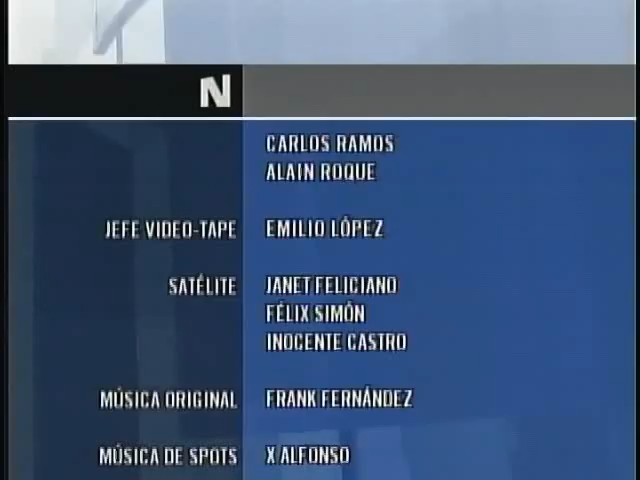 N
CARLOS RAMOS
ALAIN ROQUE
JEFE VIDEO-TAPE EMILIO LÓPEZ
SATÉLITE JANET FELICIANO
FÉLIX SIMÓN
INOCENTE CASTRO
MÚSICA ORIGINAL FRANK FERNÁNDEZ
MÚSICA DE SPOTS X ALFONSO